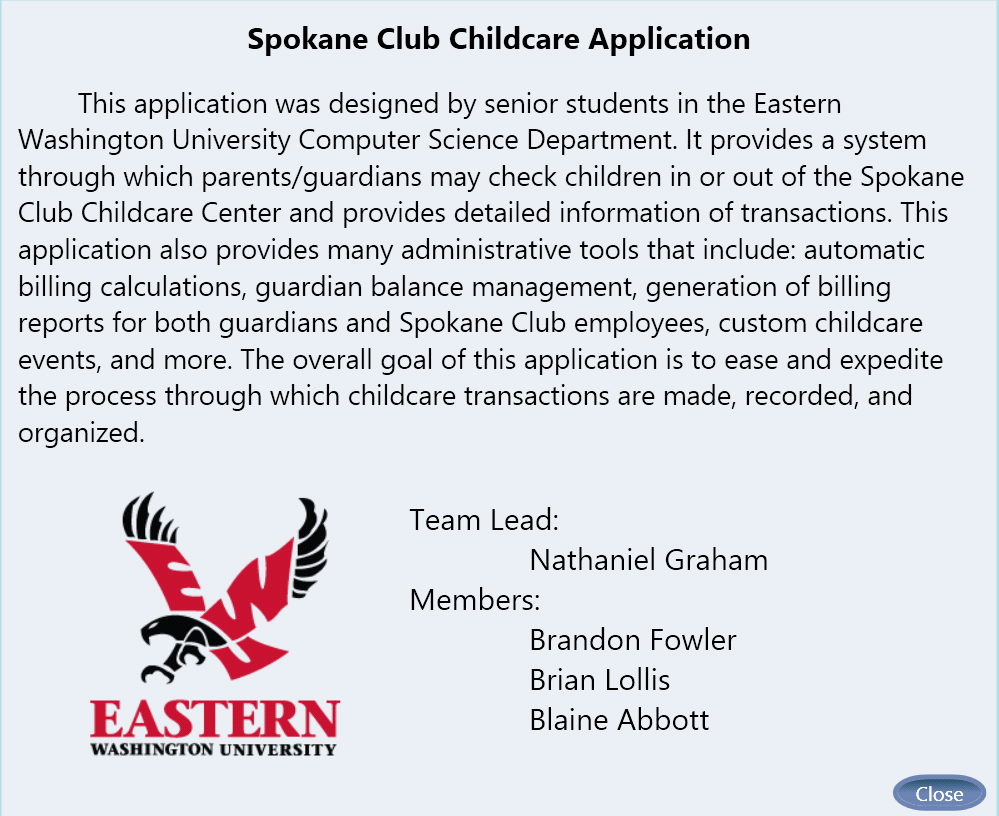 Spokane Club Childcare Application
This application was designed by senior students in the Eastern
Washington University Computer Science Department. It provides a system
through which parents/guardians may check children in or out of the Spokane
Club Childcare Center and provides detailed information of transactions. This
application also provides many administrative tools that include: automatic
billing calculations, guardian balance management, generation of billing
reports for both guardians and Spokane Club employees, custom childcare
events, and more. The overall goal of this application is to ease and expedite
the process through which childcare transactions are made, recorded, and
organized.
EWU
EASTERN
WASHINGTON UNIVERSITY
Team Lead:
Nathaniel Graham
Members:
Brandon Fowler
Brian Lollis
Blaine Abbott
Close